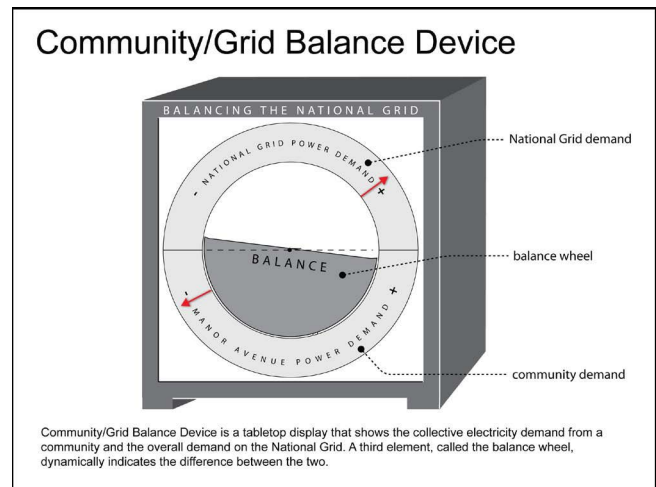 Community/Grid Balance Device
BALANCING THE NATIONAL GRID
- NATIONAL GRID POWER DEMAND +
National Grid demand
BALANCE
balance wheel
- MANOR AVENUE POWER DEMAND +
community demand
Community/Grid Balance Device is a tabletop display that shows the collective electricity demand from a
community and the overall demand on the National Grid. A third element, called the balance wheel,
dynamically indicates the difference between the two.